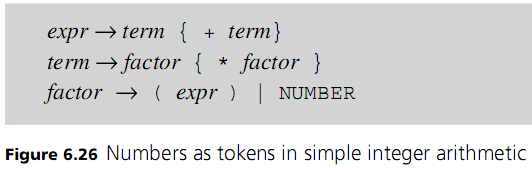 expr → term { + term}
term → factor { * factor }
factor → ( expr ) | NUMBER
Figure 6.26 Numbers as tokens in simple integer arithmetic